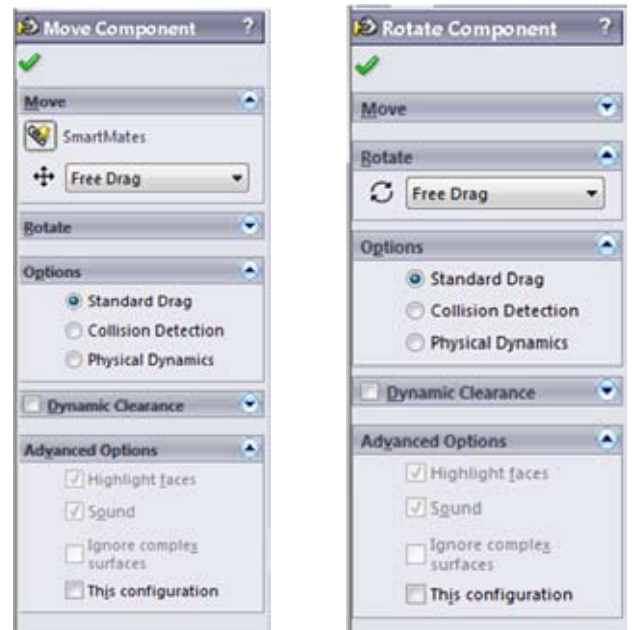 Move Component ?
Move
SmartMates
Free Drag
Rotate
Options
Standard Drag
Collision Detection
Physical Dynamics
Dynamic Clearance
Advanced Options
Highlight faces
Sound
Ignore complex
surfaces
This configuration
Rotate Component ?
Move
Rotate
Free Drag
Options
Standard Drag
Collision Detection
Physical Dynamics
Dynamic Clearance
Advanced Options
Highlight faces
Sound
Ignore complex
surfaces
This configuration